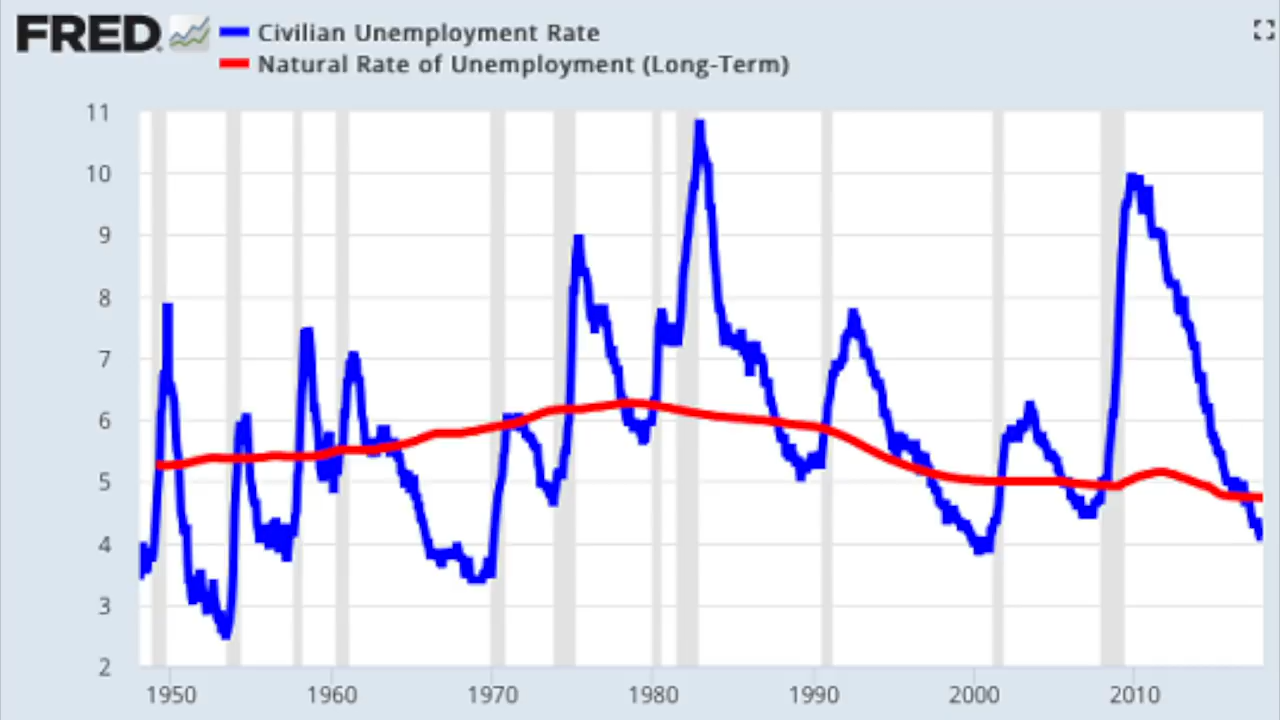 FRED
Civilian Unemployment Rate
Natural Rate of Unemployment (Long-Term)
11
10
9
8
7
6
5
4
3
2
1950 1960 1970 1980 1990 2000 2010